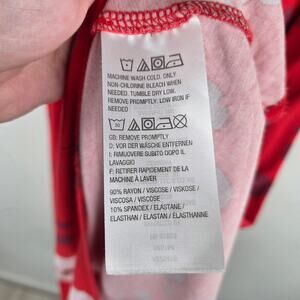 MACHINE WASH COLD. ONLY
NON-CHLORINE BLEACH WHEN
NEEDED. TUMBLE DRY LOW.
REMOVE PROMPTLY. LOW IRON IF
NEEDED
GB: REMOVE PROMPTLY
D: VOR DER WÄSCHE ENTFERNEN
I: RIMUOVERE SUBITO DOPO IL
LAVAGGIO
F: RETIRER RAPIDEMENT DE LA
MACHINE À LAVER
90% RAYON / VISCOSE / VISKOSE /
VISCOSA / VISCOSE
10% SPANDEX / ELASTANE /
ELASTHAN / ELASTAN / ÉLASTHANNE